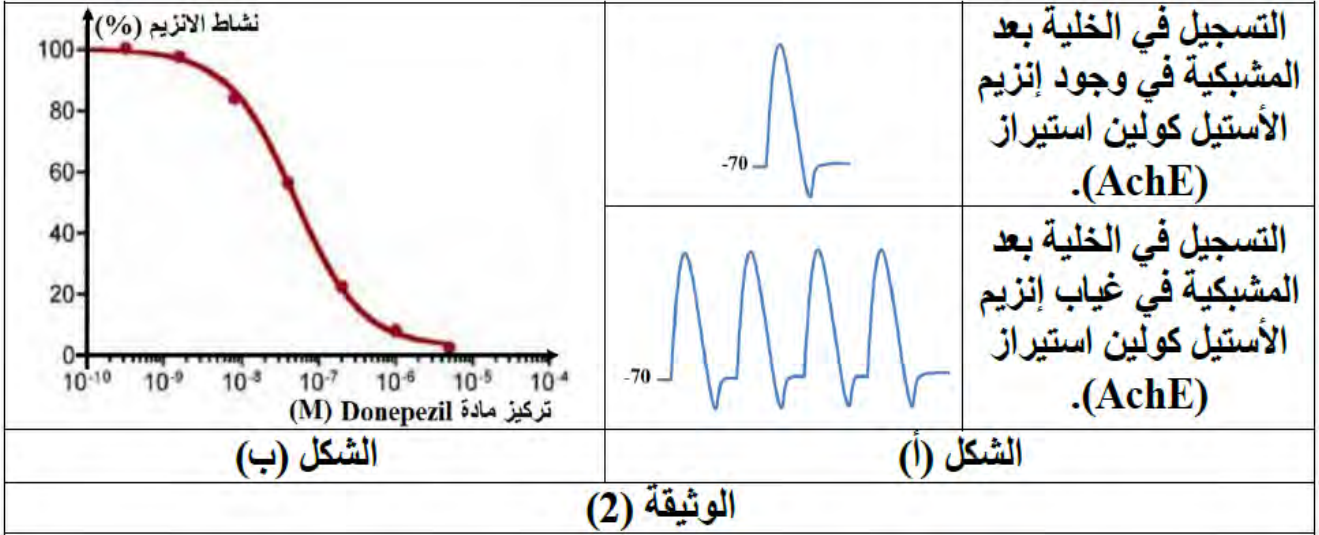 التسجيل في الخلية بعد
المشبكية في وجود إنزيم
الأستيل كولين استيراز
(AchE).
-70
نشاط الانزيم (%)
100
80
60
40
20
0
10-10 10-9 10-8 10-7 10-6 10-5 10-4
تركيز مادة Donepezil (M)
التسجيل في الخلية بعد
المشبكية في غياب إنزيم
الأستيل كولين استيراز
(AchE).
-70
الشكل (أ)
الشكل (ب)
الوثيقة (2)